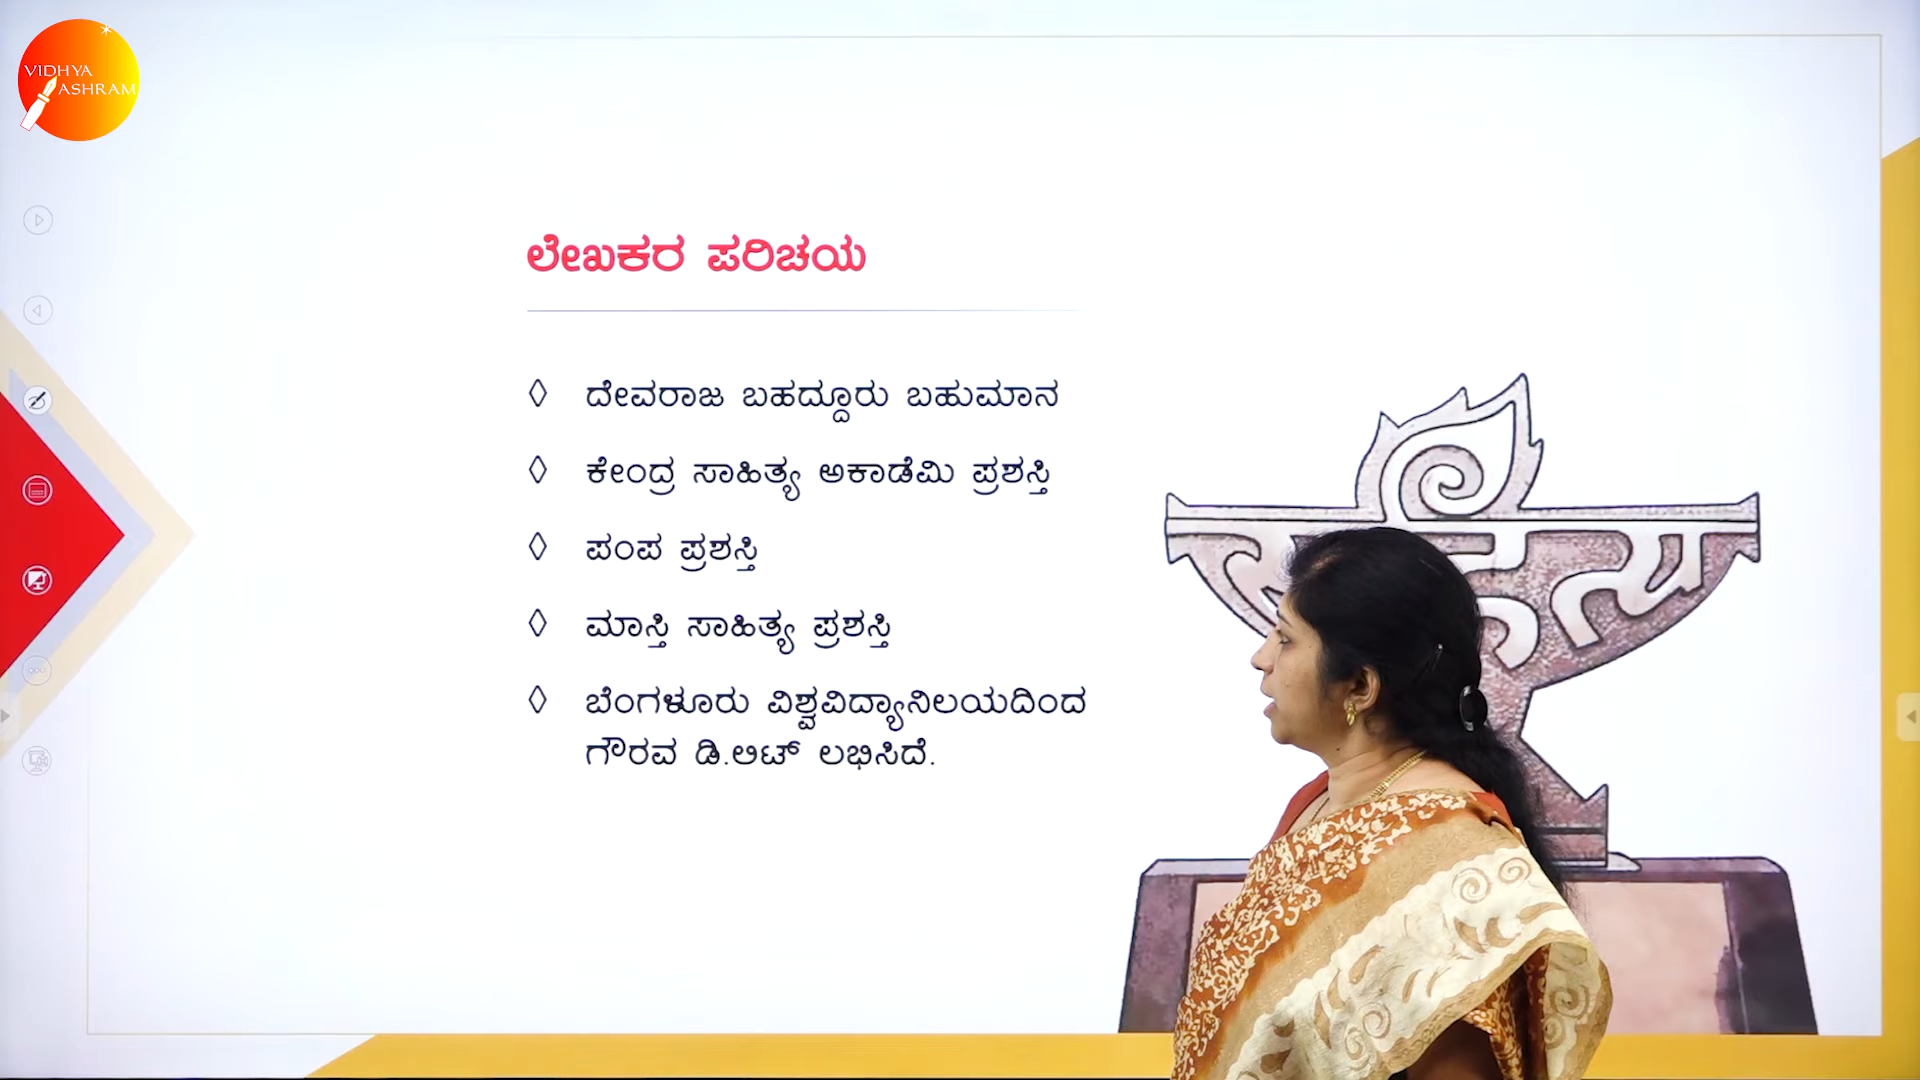 VIDHYA
ASHRAM
ಲೇಖಕರ ಪರಿಚಯ
◊ ದೇವರಾಜ ಬಹದ್ದೂರು ಬಹುಮಾನ
◊ ಕೇಂದ್ರ ಸಾಹಿತ್ಯ ಅಕಾಡೆಮಿ ಪ್ರಶಸ್ತಿ
◊ ಪಂಪ ಪ್ರಶಸ್ತಿ
◊ ಮಾಸ್ತಿ ಸಾಹಿತ್ಯ ಪ್ರಶಸ್ತಿ
◊ ಬೆಂಗಳೂರು ವಿಶ್ವವಿದ್ಯಾನಿಲಯದಿಂದ
ಗೌರವ ಡಿ.ಲಿಟ್ ಲಭಿಸಿದೆ.